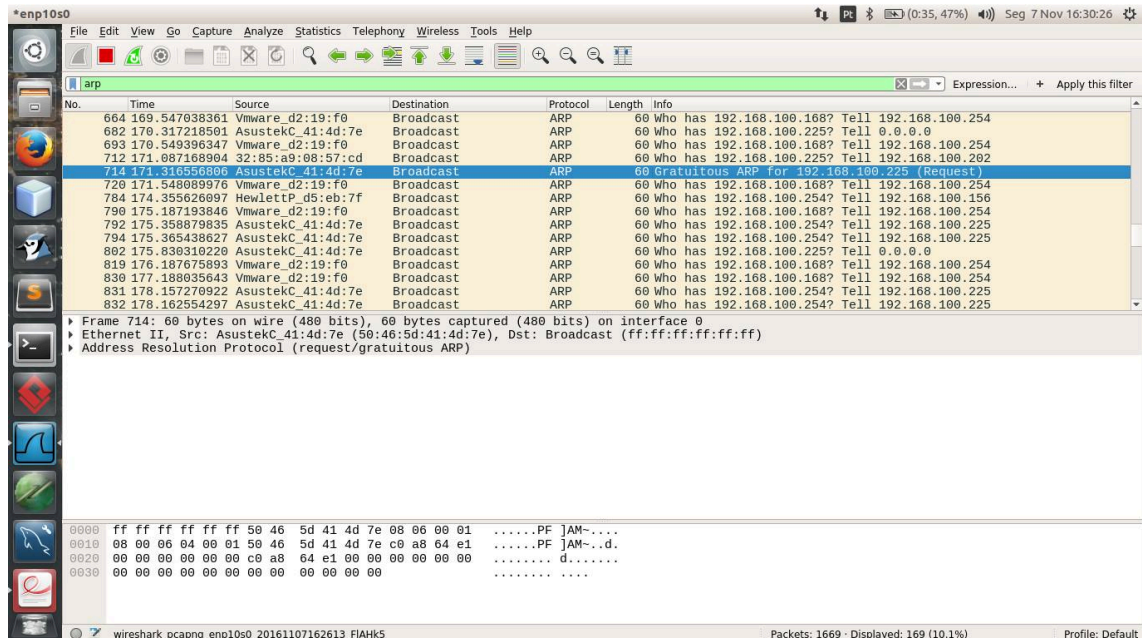 *enp10s0
Pt (0:35, 47%) Seg 7 Nov 16:30:26
File Edit View Go Capture Analyze Statistics Telephony Wireless Tools Help
arp Expression... + Apply this filter
No. Time Source Destination Protocol Length Info
664 169.547038361 Vmware_d2:19:f0 Broadcast ARP 60 Who has 192.168.100.168? Tell 192.168.100.254
682 170.317218501 AsustekC_41:4d:7e Broadcast ARP 60 Who has 192.168.100.225? Tell 0.0.0.0
693 170.549396347 Vmware_d2:19:f0 Broadcast ARP 60 Who has 192.168.100.168? Tell 192.168.100.254
712 171.087168904 32:85:a9:08:57:cd Broadcast ARP 60 Who has 192.168.100.225? Tell 192.168.100.202
714 171.316556806 AsustekC_41:4d:7e Broadcast ARP 60 Gratuitous ARP for 192.168.100.225 (Request)
720 171.548089976 Vmware_d2:19:f0 Broadcast ARP 60 Who has 192.168.100.168? Tell 192.168.100.254
784 174.355626097 HewlettP_d5:eb:7f Broadcast ARP 60 Who has 192.168.100.254? Tell 192.168.100.156
790 175.187193846 Vmware_d2:19:f0 Broadcast ARP 60 Who has 192.168.100.168? Tell 192.168.100.254
792 175.358879835 AsustekC_41:4d:7e Broadcast ARP 60 Who has 192.168.100.254? Tell 192.168.100.225
794 175.365438627 AsustekC_41:4d:7e Broadcast ARP 60 Who has 192.168.100.254? Tell 192.168.100.225
802 175.830310220 AsustekC_41:4d:7e Broadcast ARP 60 Who has 192.168.100.225? Tell 0.0.0.0
819 176.187675893 Vmware_d2:19:f0 Broadcast ARP 60 Who has 192.168.100.168? Tell 192.168.100.254
830 177.188035643 Vmware_d2:19:f0 Broadcast ARP 60 Who has 192.168.100.168? Tell 192.168.100.254
831 178.157270922 AsustekC_41:4d:7e Broadcast ARP 60 Who has 192.168.100.254? Tell 192.168.100.225
832 178.162554297 AsustekC_41:4d:7e Broadcast ARP 60 Who has 192.168.100.254? Tell 192.168.100.225
Frame 714: 60 bytes on wire (480 bits), 60 bytes captured (480 bits) on interface 0
Ethernet II, Src: AsustekC_41:4d:7e (50:46:5d:41:4d:7e), Dst: Broadcast (ff:ff:ff:ff:ff:ff)
Address Resolution Protocol (request/gratuitous ARP)
0000 ff ff ff ff ff ff 50 46 5d 41 4d 7e 08 06 00 01 ......PF ]AM~....
0010 08 00 06 04 00 01 50 46 5d 41 4d 7e c0 a8 64 e1 ......PF ]AM~..d.
0020 00 00 00 00 00 00 c0 a8 64 e1 00 00 00 00 00 00 ........ d.......
0030 00 00 00 00 00 00 00 00 00 00 00 00 ........ ....
wireshark_pcapng_enp10s0_20161107162613_FlAHk5 Packets: 1669 · Displayed: 169 (10.1%) Profile: Default